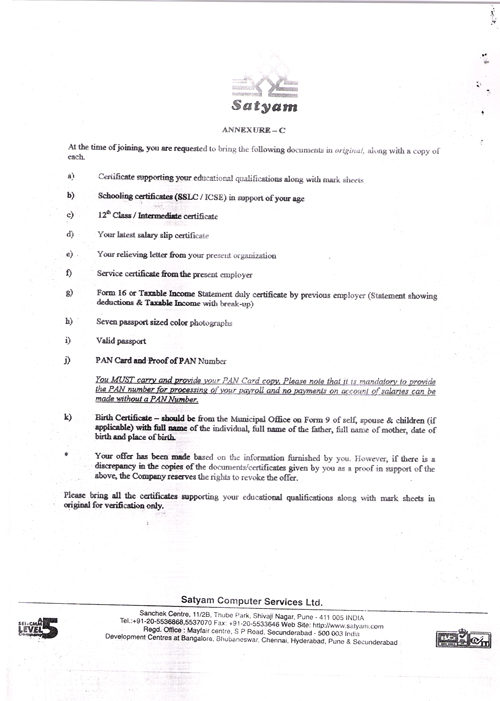 Satyam
ANNEXURE – C
At the time of joining, you are requested to bring the following documents in original, along with a copy of
each.
a) Certificate supporting your educational qualifications along with mark sheets
b) Schooling certificates (SSLC / ICSE) in support of your age
c) 12th Class / Intermediate certificate
d) Your latest salary slip certificate
e) Your relieving letter from your present organization
f) Service certificate from the present employer
g) Form 16 or Taxable Income Statement duly certificate by previous employer (Statement showing
deductions & Taxable Income with break-up)
h) Seven passport sized color photographs
i) Valid passport
j) PAN Card and Proof of PAN Number
You MUST carry and provide your PAN Card copy. Please note that it is mandatory to provide
the PAN number for processing of your payroll and no payments on account of salaries can be
made without a PAN Number.
k) Birth Certificate – should be from the Municipal Office on Form 9 of self, spouse & children (if
applicable) with full name of the individual, full name of the father, full name of mother, date of
birth and place of birth.
* Your offer has been made based on the information furnished by you. However, if there is a
discrepancy in the copies of the documents/certificates given by you as a proof in support of the
above, the Company reserves the rights to revoke the offer.
Please bring all the certificates supporting your educational qualifications along with mark sheets in
original for verification only.
Satyam Computer Services Ltd.
Sanchek Centre, 11/2B, Thube Park, Shivaji Nagar, Pune - 411 005 INDIA
Tel.:+91-20-5536868,5537070 Fax: +91-20-5533646 Web Site: http://www.satyam.com
Regd. Office : Mayfair centre, S P Road, Secunderabad - 500 003 India
Development Centres at Bangalore, Bhubaneswar, Chennai, Hyderabad, Pune & Secunderabad
SEI-CMM
LEVEL 5